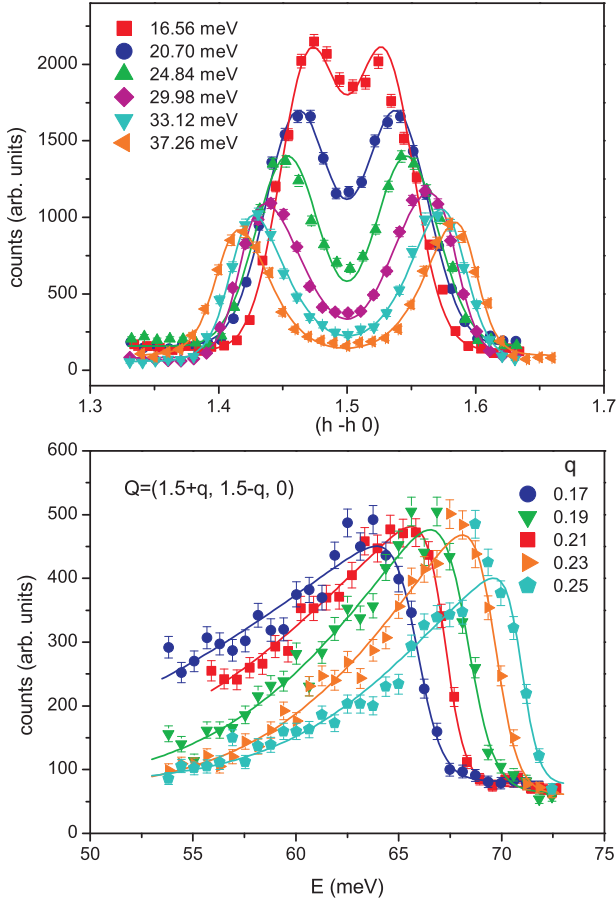 16.56 meV
20.70 meV
24.84 meV
29.98 meV
33.12 meV
37.26 meV
counts (arb. units)
2000
1500
1000
500
0
1.3 1.4 1.5 1.6 1.7
(h -h 0)
Q=(1.5+q, 1.5-q, 0)
q
0.17
0.19
0.21
0.23
0.25
counts (arb. units)
600
500
400
300
200
100
0
50 55 60 65 70 75
E (meV)